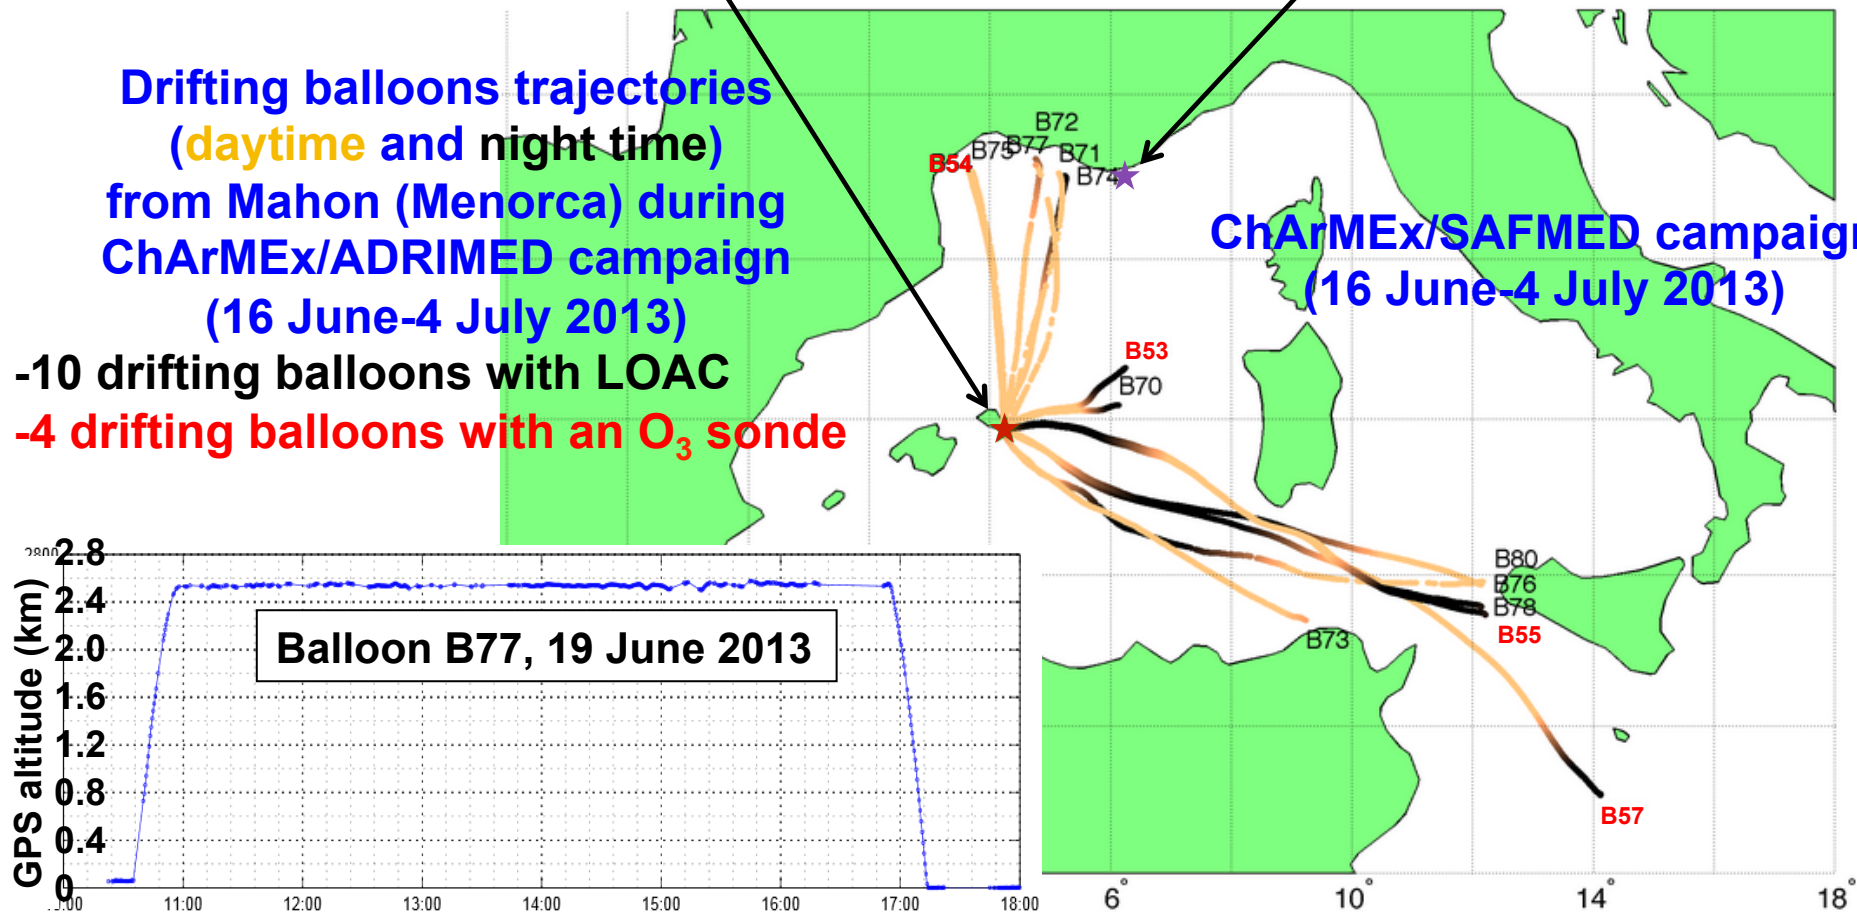 Drifting balloons trajectories
(daytime and night time)
from Mahon (Menorca) during
ChArMEx/ADRIMED campaign
(16 June-4 July 2013)
-10 drifting balloons with LOAC
-4 drifting balloons with an O₃ sonde
ChArMEx/SAFMED campaign
(16 June-4 July 2013)
B72
B77
B75
B54
B71
B74
B53
B70
B80
B76
B78
B55
B73
B57
6°
10°
14°
18°
GPS altitude (km)
2.8
2.4
2.0
1.6
1.2
0.8
0.4
0
Balloon B77, 19 June 2013
11:00
12:00
13:00
14:00
15:00
16:00
17:00
18:00